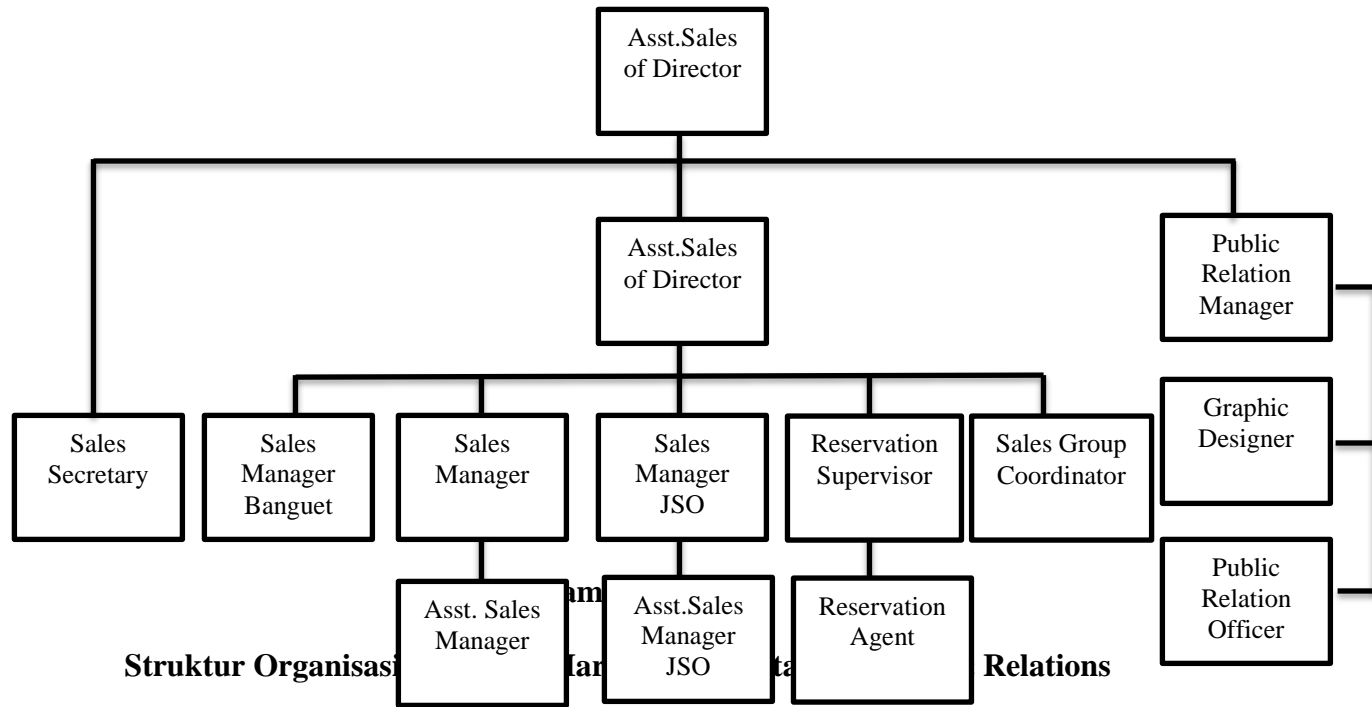 Asst.Sales
of Director
Asst.Sales
of Director
Public
Relation
Manager
Graphic
Designer
Public
Relation
Officer
Sales
Secretary
Sales
Manager
Banguet
Sales
Manager
Sales
Manager
JSO
Reservation
Supervisor
Sales Group
Coordinator
Asst. Sales
Manager
Asst.Sales
Manager
JSO
Reservation
Agent
Struktur Organisasi Relations